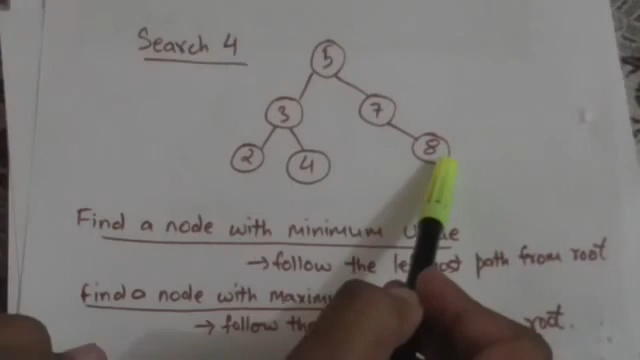 Search 4
5
3
7
2
4
8
Find a node with minimum
→ follow the path from root
Find a node with
→ follow the root.